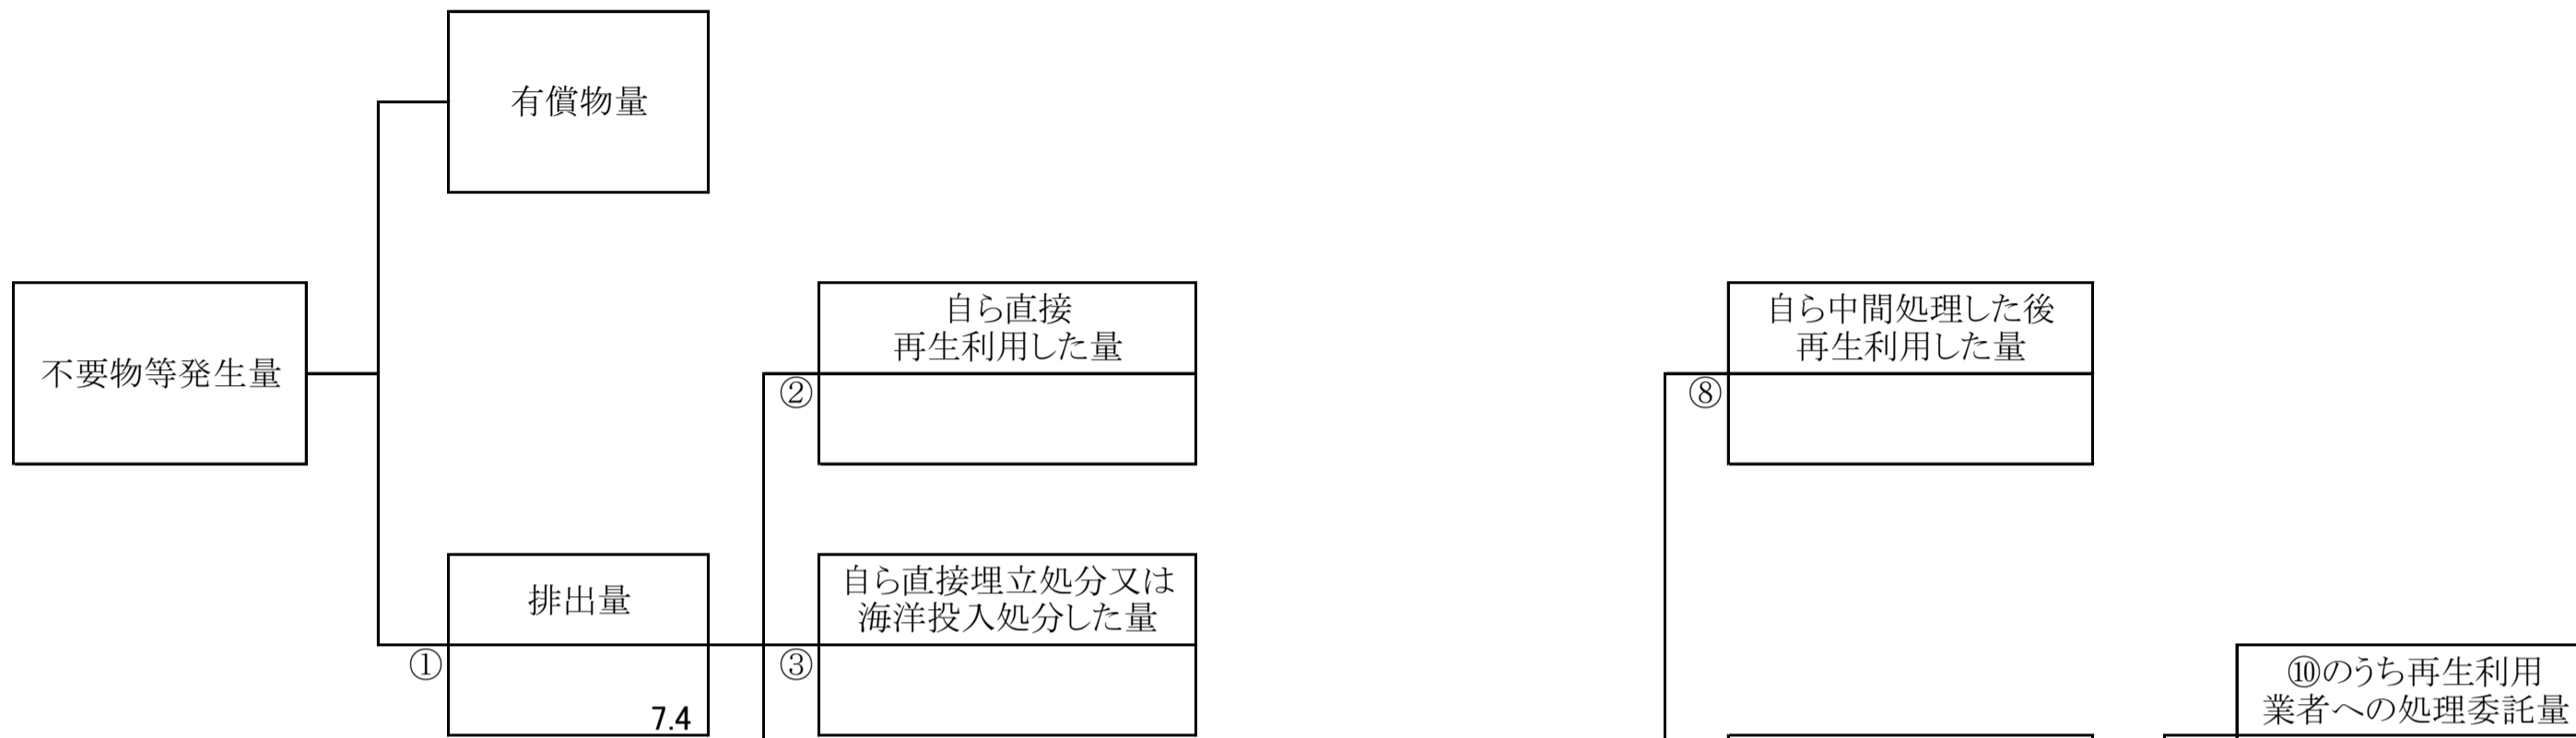 有償物量
不要物等発生量
自ら直接
再生利用した量
②
自ら中間処理した後
再生利用した量
⑧
排出量
①
7.4
自ら直接埋立処分又は
海洋投入処分した量
③
⑩のうち再生利用
業者への処理委託量